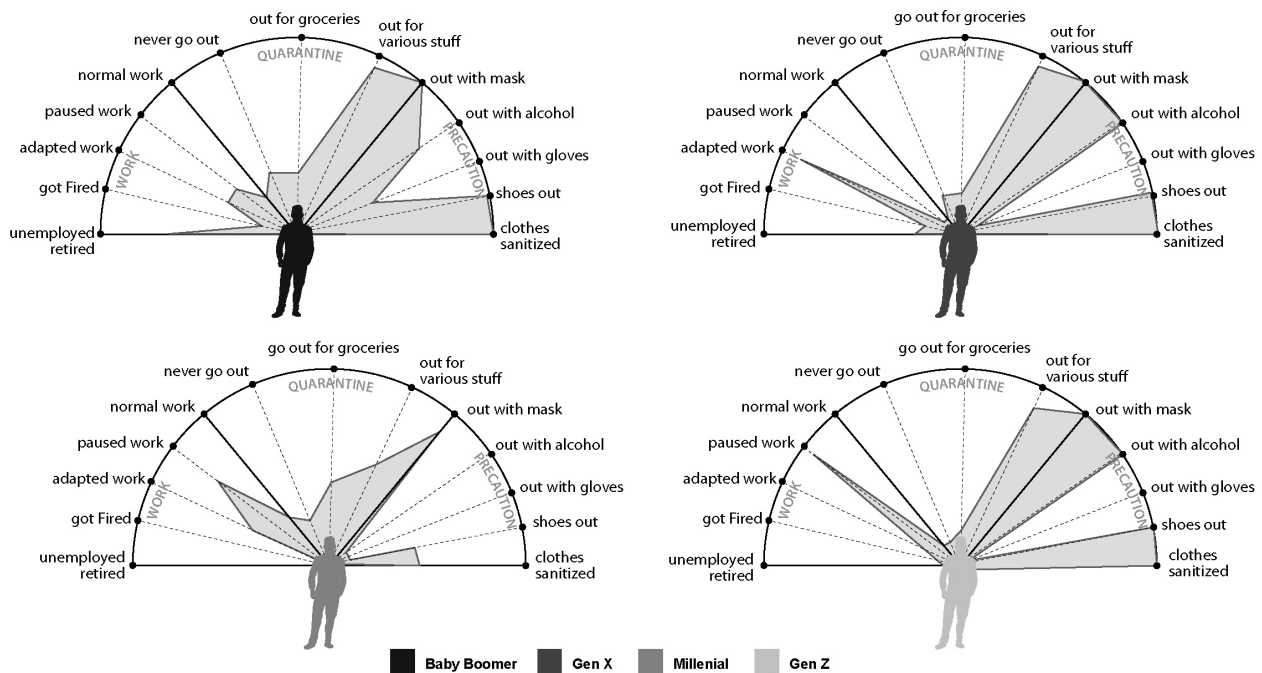 out for groceries
never go out
out for
various stuff
QUARANTINE
normal work
out with mask
paused work
out with alcohol
adapted work
out with gloves
WORK
PRECAUTION
got Fired
shoes out
unemployed
retired
clothes
sanitized
go out for groceries
never go out
out for
various stuff
QUARANTINE
normal work
out with mask
paused work
out with alcohol
adapted work
out with gloves
WORK
PRECAUTION
got Fired
shoes out
unemployed
retired
clothes
sanitized
go out for groceries
never go out
out for
various stuff
QUARANTINE
normal work
out with mask
paused work
out with alcohol
adapted work
out with gloves
WORK
PRECAUTION
got Fired
shoes out
unemployed
retired
clothes
sanitized
go out for groceries
never go out
out for
various stuff
QUARANTINE
normal work
out with mask
paused work
out with alcohol
adapted work
out with gloves
WORK
PRECAUTION
got Fired
shoes out
unemployed
retired
clothes
sanitized
Baby Boomer
Gen X
Millenial
Gen Z